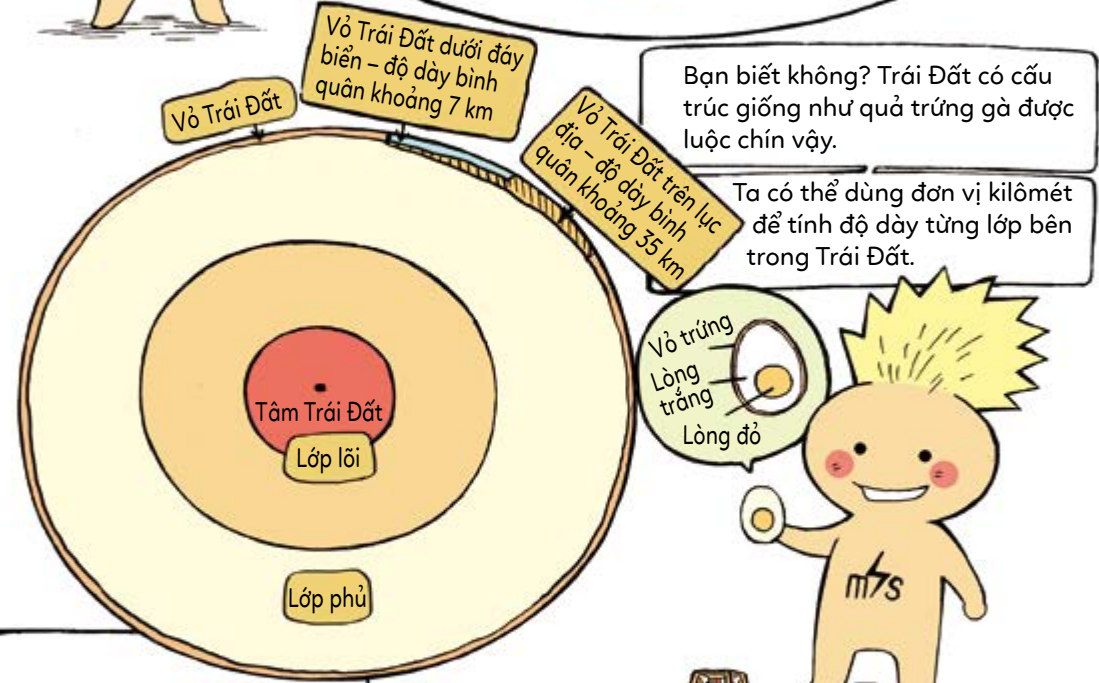 Vỏ Trái Đất
Vỏ Trái Đất dưới đáy
biển – độ dày bình
quân khoảng 7 km
Vỏ Trái Đất trên lục
địa – độ dày bình
quân khoảng 35 km
Bạn biết không? Trái Đất có cấu
trúc giống như quả trứng gà được
luộc chín vậy.
Ta có thể dùng đơn vị kilômét
để tính độ dày từng lớp bên
trong Trái Đất.
Vỏ trứng
Lòng
trắng
Lòng đỏ
Tâm Trái Đất
Lớp lõi
Lớp phủ
m/s